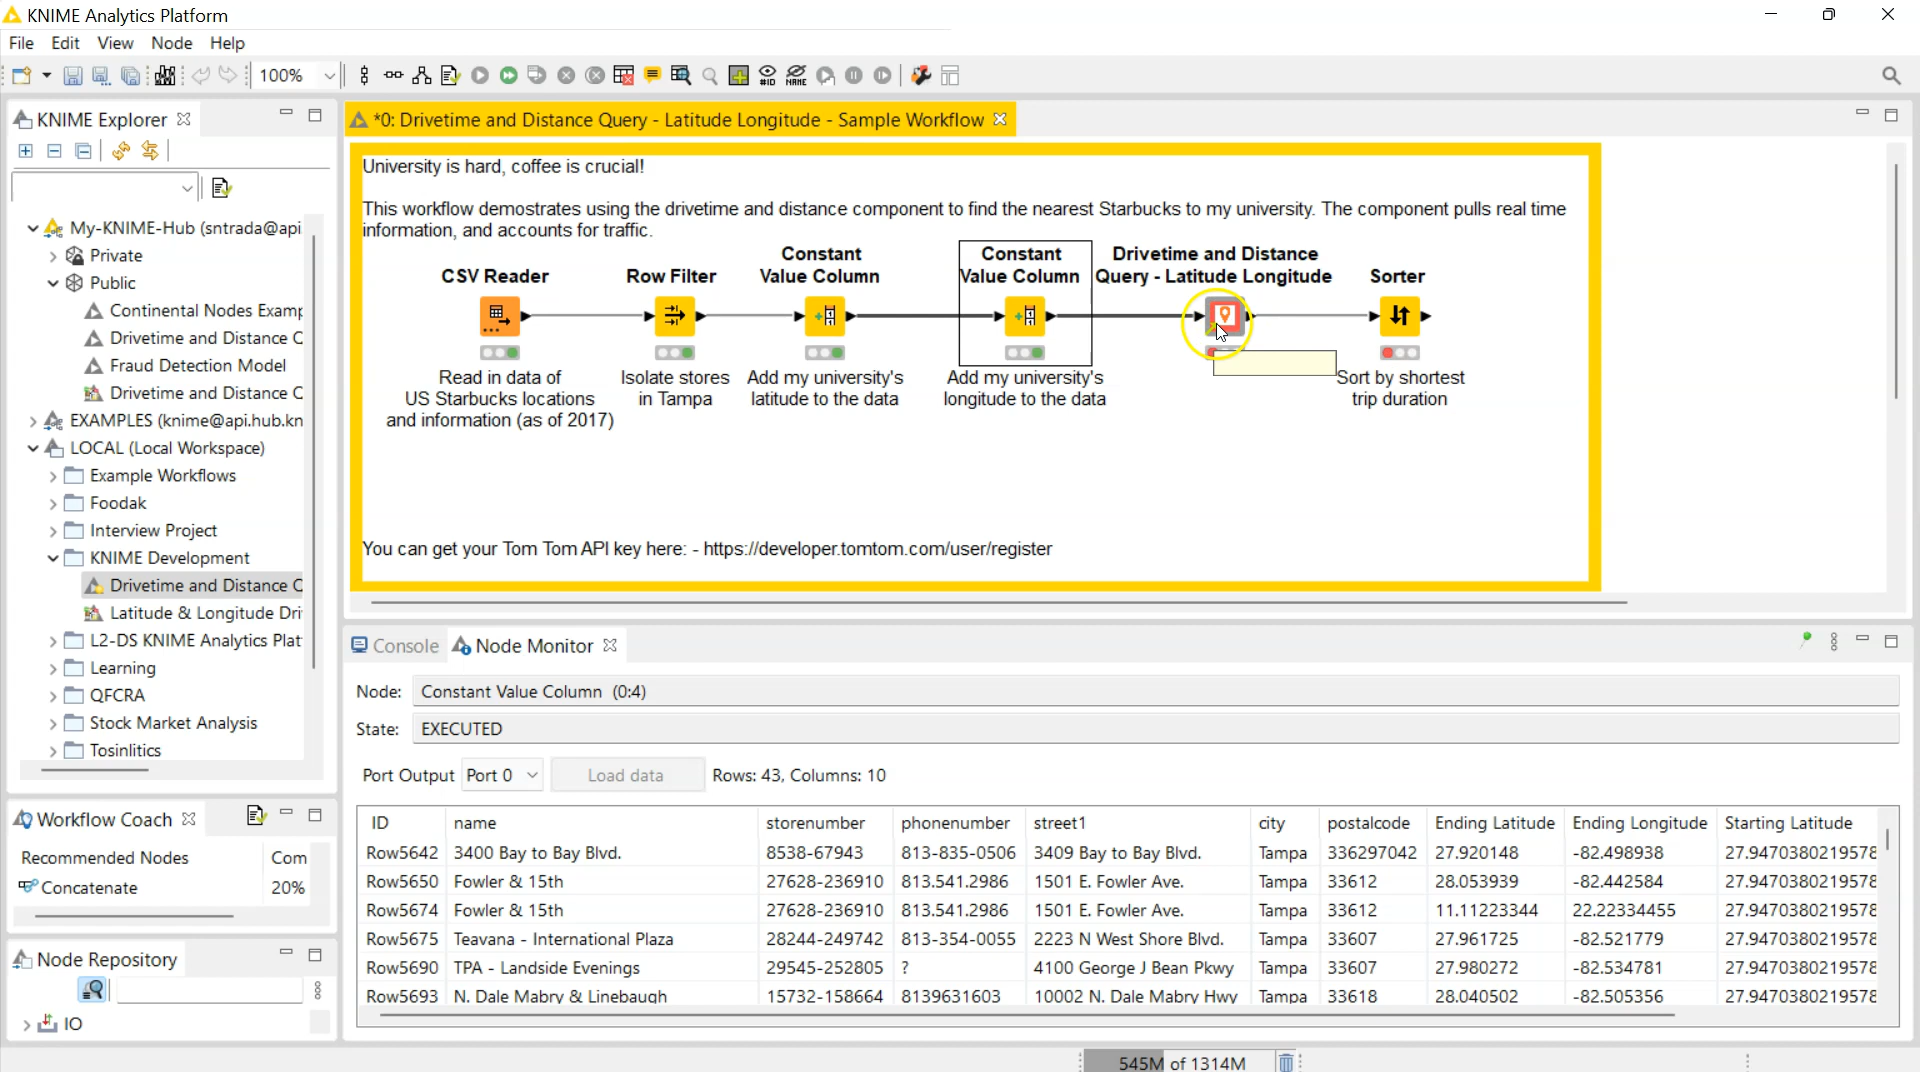 KNIME Analytics Platform
File Edit View Node Help
100%
#ID NAME
KNIME Explorer
My-KNIME-Hub (sntrada@api
Private
Public
Continental Nodes Examp
Drivetime and Distance
Fraud Detection Model
Drivetime and Distance
EXAMPLES (knime@api.hub.kn
LOCAL (Local Workspace)
Example Workflows
Foodak
Interview Project
KNIME Development
Drivetime and Distance
Latitude & Longitude Dri
L2-DS KNIME Analytics Plat
Learning
QFCRA
Stock Market Analysis
Tosinlitics
Workflow Coach
Recommended Nodes Com
Concatenate 20%
Node Repository
IO
*0: Drivetime and Distance Query - Latitude Longitude - Sample Workflow
University is hard, coffee is crucial!
This workflow demostrates using the drivetime and distance component to find the nearest Starbucks to my university. The component pulls real time
information, and accounts for traffic.
CSV Reader
Read in data of
US Starbucks locations
and information (as of 2017)
Row Filter
Isolate stores
in Tampa
Constant
Value Column
Add my university's
latitude to the data
Constant
Value Column
Add my university's
longitude to the data
Drivetime and Distance
Query - Latitude Longitude
Sorter
Sort by shortest
trip duration
You can get your Tom Tom API key here: - https://developer.tomtom.com/user/register
Console Node Monitor
Node: Constant Value Column (0:4)
State: EXECUTED
Port Output Port 0 Load data Rows: 43, Columns: 10
ID name storenumber phonenumber street1 city postalcode Ending Latitude Ending Longitude Starting Latitude
Row5642 3400 Bay to Bay Blvd. 8538-67943 813-835-0506 3409 Bay to Bay Blvd. Tampa 336297042 27.920148 -82.498938 27.9470380219578
Row5650 Fowler & 15th 27628-236910 813.541.2986 1501 E. Fowler Ave. Tampa 33612 28.053939 -82.442584 27.9470380219578
Row5674 Fowler & 15th 27628-236910 813.541.2986 1501 E. Fowler Ave. Tampa 33612 11.11223344 22.22334455 27.9470380219578
Row5675 Teavana - International Plaza 28244-249742 813-354-0055 2223 N West Shore Blvd. Tampa 33607 27.961725 -82.521779 27.9470380219578
Row5690 TPA - Landside Evenings 29545-252805 ? 4100 George J Bean Pkwy Tampa 33607 27.980272 -82.534781 27.9470380219578
Row5693 N. Dale Mabry & Linebaugh 15732-158664 8139631603 10002 N. Dale Mabry Hwy Tampa 33618 28.040502 -82.505356 27.9470380219578
545M of 1314M